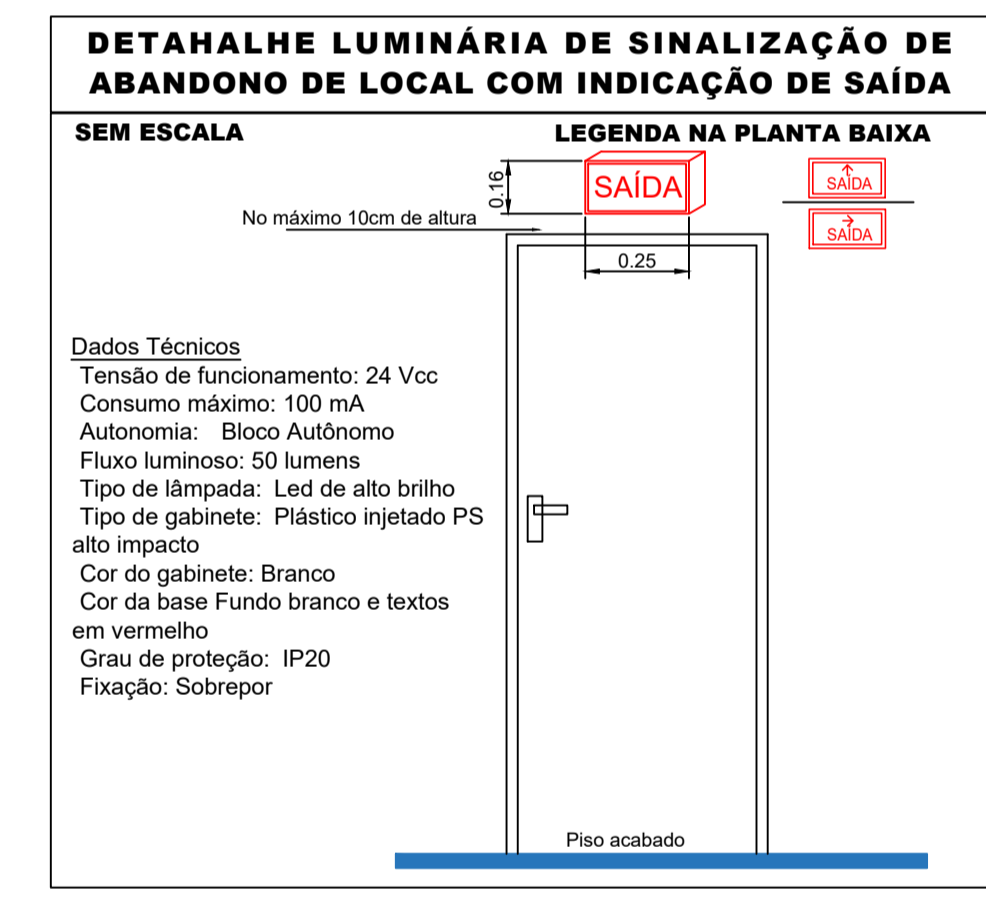 DETAHALHE LUMINÁRIA DE SINALIZAÇÃO DE
ABANDONO DE LOCAL COM INDICAÇÃO DE SAÍDA
SEM ESCALA
LEGENDA NA PLANTA BAIXA
0.16
SAÍDA
↑
SAÍDA
→
SAÍDA
No máximo 10cm de altura
0.25
Dados Técnicos
Tensão de funcionamento: 24 Vcc
Consumo máximo: 100 mA
Autonomia: Bloco Autônomo
Fluxo luminoso: 50 lumens
Tipo de lâmpada: Led de alto brilho
Tipo de gabinete: Plástico injetado PS
alto impacto
Cor do gabinete: Branco
Cor da base Fundo branco e textos
em vermelho
Grau de proteção: IP20
Fixação: Sobrepor
Piso acabado